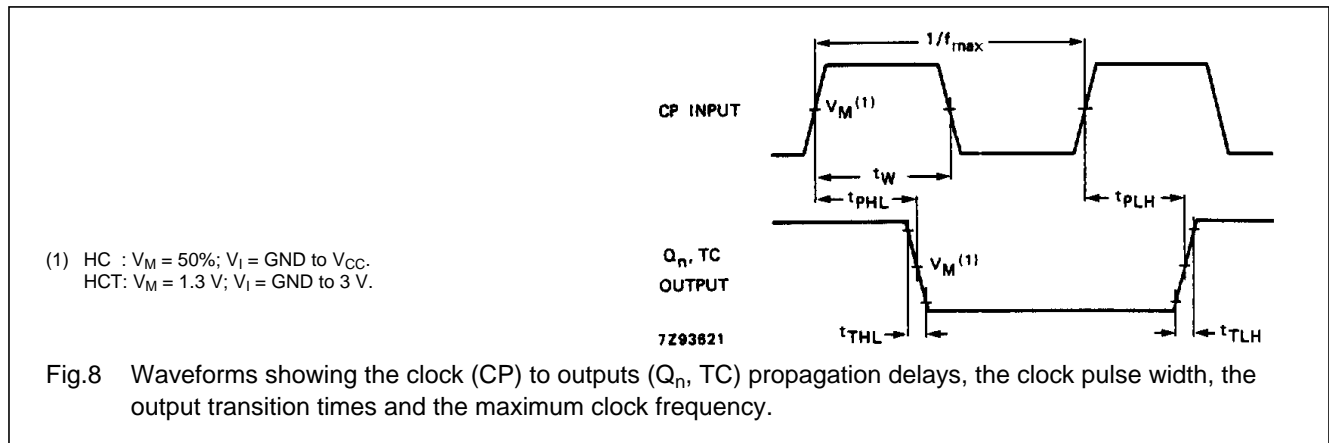 1/fmax
CP INPUT
VM(1)
tW
tPHL
tPLH
Qn, TC
OUTPUT
VM(1)
(1) HC : VM = 50%; VI = GND to VCC.
HCT: VM = 1.3 V; VI = GND to 3 V.
7Z93621
tTHL
tTLH
Fig.8 Waveforms showing the clock (CP) to outputs (Qn, TC) propagation delays, the clock pulse width, the
output transition times and the maximum clock frequency.